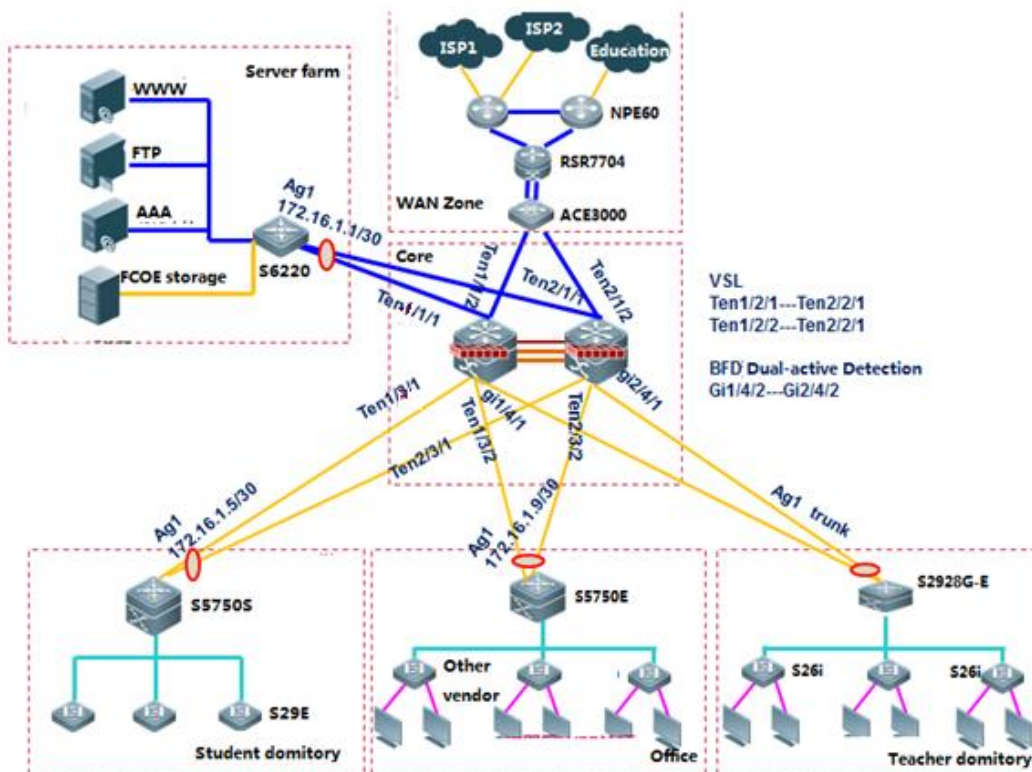 ISP1
ISP2
Education
NPE60
RSR7704
ACE3000
WAN Zone
Server farm
WWW
FTP
AAA
FCOE storage
S6220
Ag1
172.16.1.1/30
Core
Ten1/1/1
Ten1/1/2
Ten2/1/1
Ten2/1/2
VSL
Ten1/2/1---Ten2/2/1
Ten1/2/2---Ten2/2/1
BFD Dual-active Detection
Gi1/4/2---Gi2/4/2
Ten1/3/1
Ten2/3/1
gi1/4/1
Ten1/3/2
Ten2/3/2
gi2/4/1
Ag1
172.16.1.5/30
Ag1
172.16.1.9/30
Ag1 trunk
S5750S
S29E
Student domitory
S5750E
Other
vendor
Office
S2928G-E
S26i
S26i
Teacher domitory